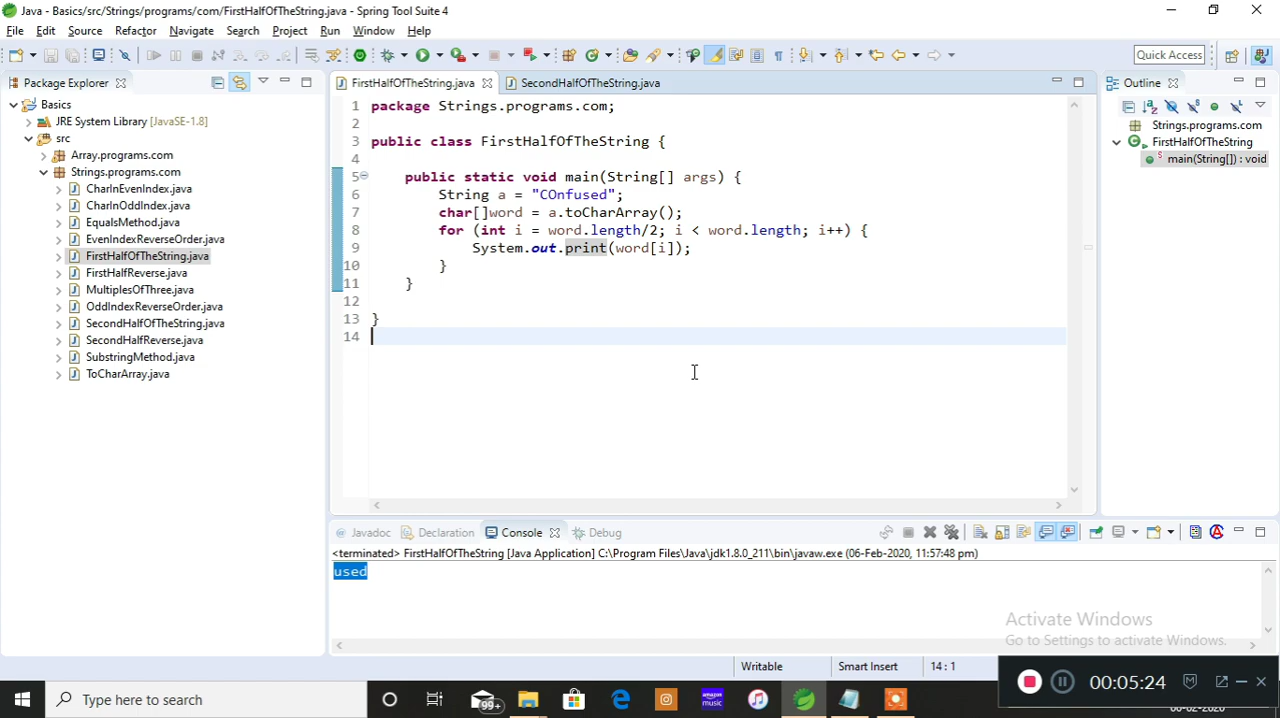 Java - Basics/src/Strings/programs/com/FirstHalfOfTheString.java - Spring Tool Suite 4
File Edit Source Refactor Navigate Search Project Run Window Help
Quick Access
Package Explorer
Basics
JRE System Library [JavaSE-1.8]
src
Array.programs.com
Strings.programs.com
CharInEvenIndex.java
CharInOddIndex.java
EqualsMethod.java
EvenIndexReverseOrder.java
FirstHalfOfTheString.java
FirstHalfReverse.java
MultiplesOfThree.java
OddIndexReverseOrder.java
SecondHalfOfTheString.java
SecondHalfReverse.java
SubstringMethod.java
ToCharArray.java
FirstHalfOfTheString.java SecondHalfOfTheString.java
1 package Strings.programs.com;
2
3 public class FirstHalfOfTheString {
4
5 public static void main(String[] args) {
6 String a = "COnfused";
7 char[]word = a.toCharArray();
8 for (int i = word.length/2; i < word.length; i++) {
9 System.out.print(word[i]);
10 }
11 }
12
13 }
14
Outline
Strings.programs.com
FirstHalfOfTheString
main(String[]) : void
Javadoc Declaration Console Debug
<terminated> FirstHalfOfTheString [Java Application] C:\Program Files\Java\jdk1.8.0_211\bin\javaw.exe (06-Feb-2020, 11:57:48 pm)
used
Activate Windows
Go to Settings to activate Windows.
Writable Smart Insert 14 : 1
Type here to search
99+
music
00:05:24